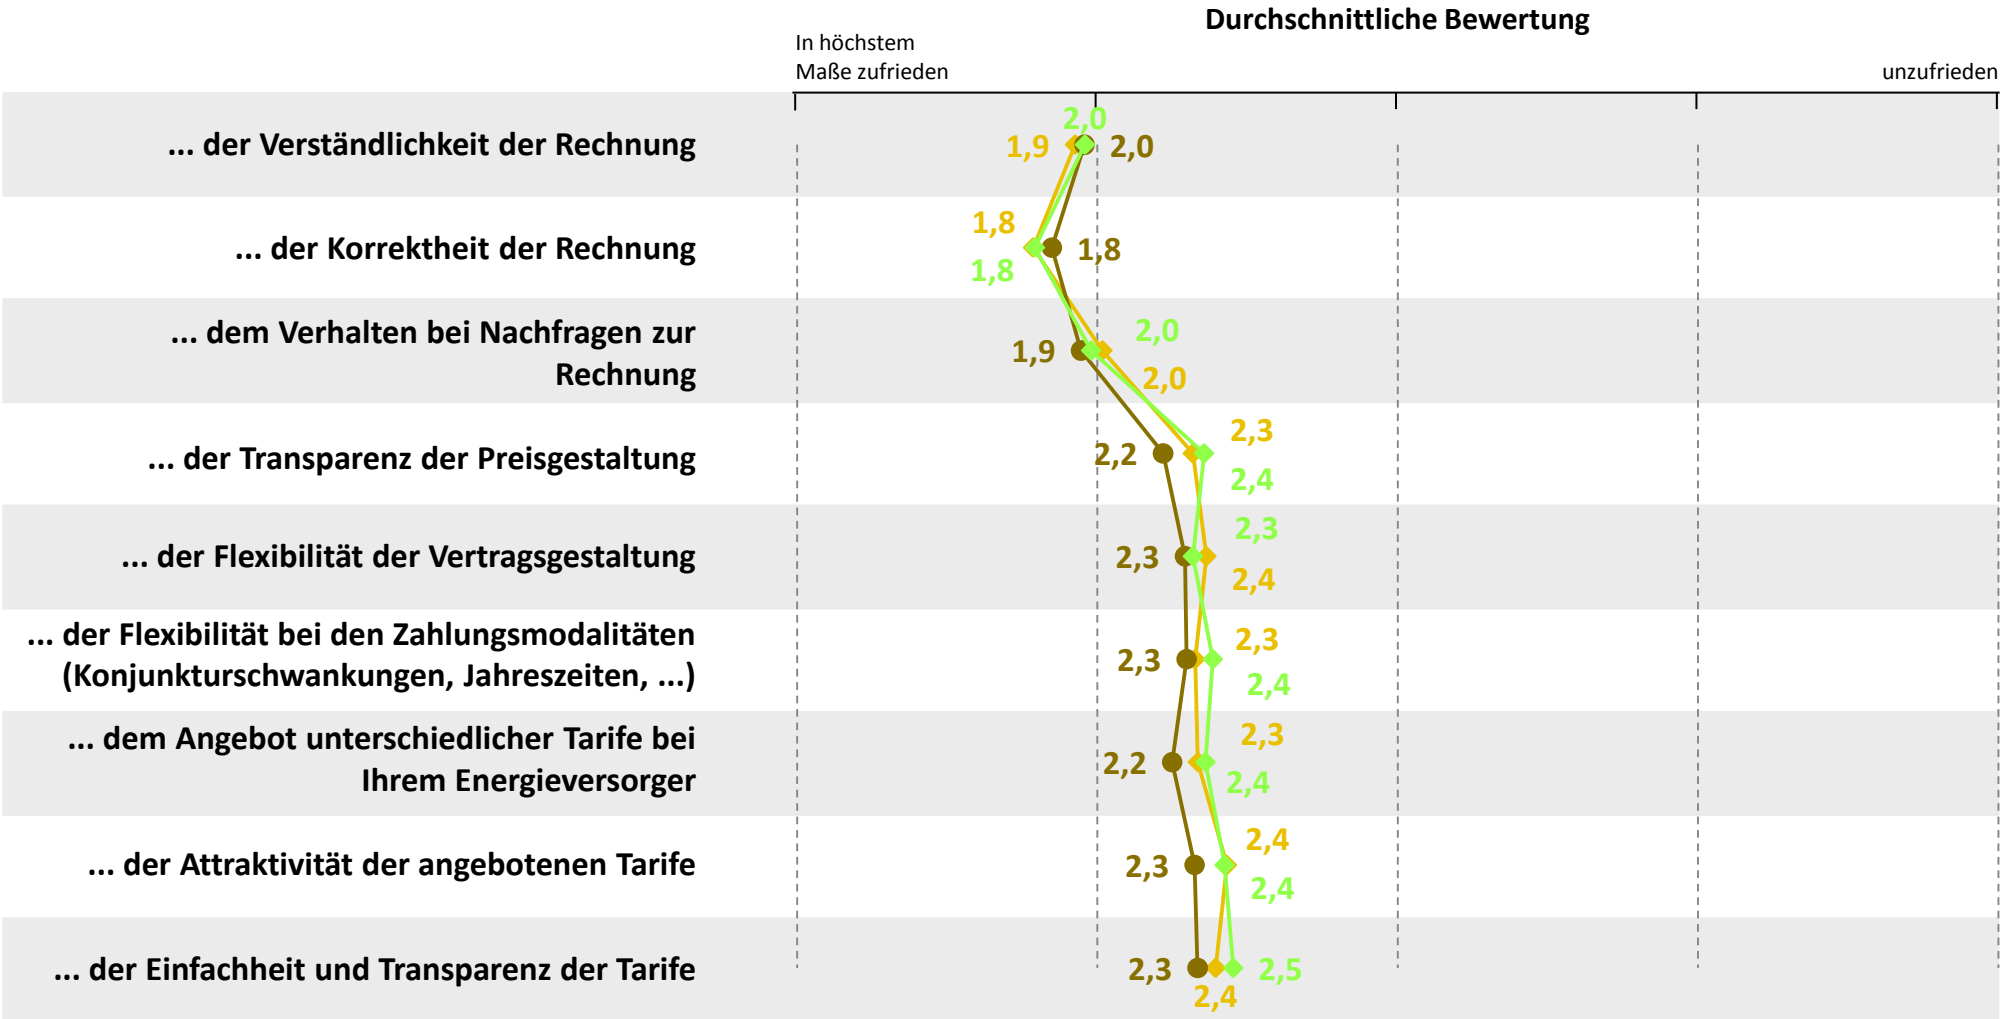 Durchschnittliche Bewertung
In höchstem
Maße zufrieden
unzufrieden
... der Verständlichkeit der Rechnung
2,0
1,9
2,0
... der Korrektheit der Rechnung
1,8
1,8
1,8
... dem Verhalten bei Nachfragen zur
Rechnung
2,0
1,9
2,0
... der Transparenz der Preisgestaltung
2,3
2,2
2,4
... der Flexibilität der Vertragsgestaltung
2,3
2,3
2,4
... der Flexibilität bei den Zahlungsmodalitäten
(Konjunkturschwankungen, Jahreszeiten, ...)
2,3
2,3
2,4
... dem Angebot unterschiedlicher Tarife bei
Ihrem Energieversorger
2,3
2,2
2,4
... der Attraktivität der angebotenen Tarife
2,4
2,3
2,4
... der Einfachheit und Transparenz der Tarife
2,3
2,5
2,4